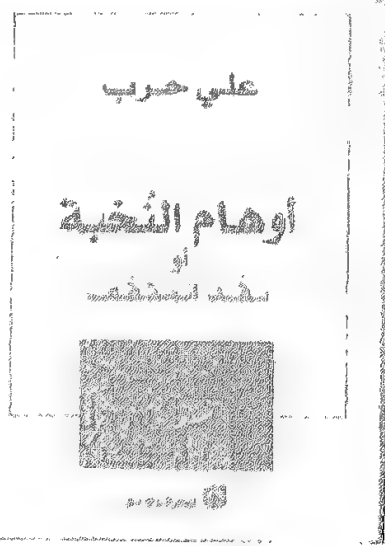 علي حرب
أوهام النخبة
أو
نقد المثقف